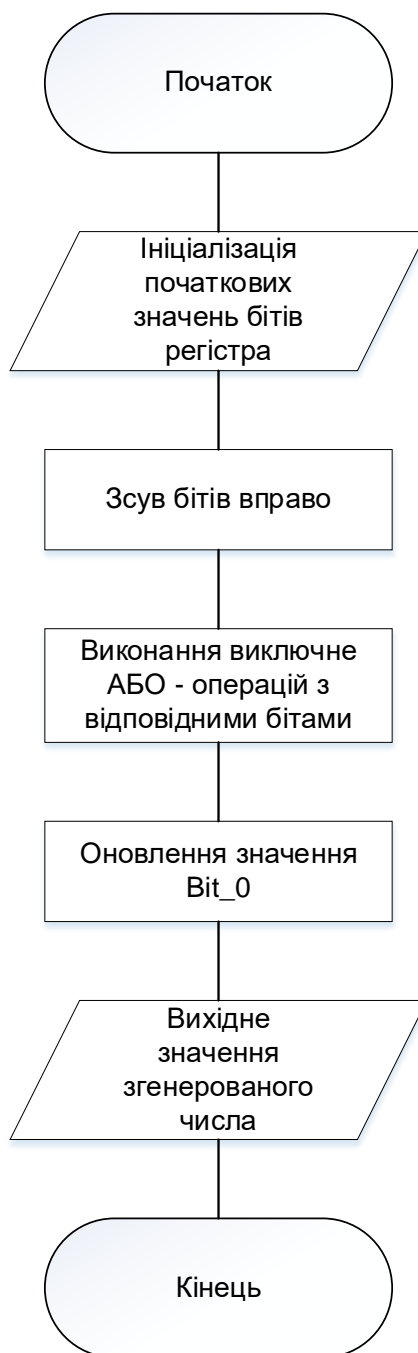 Початок
Ініціалізація
початкових
значень бітів
регістра
Зсув бітів вправо
Виконання виключне
АБО - операцій з
відповідними бітами
Оновлення значення
Bit_0
Вихідне
значення
згенерованого
числа
Кінець